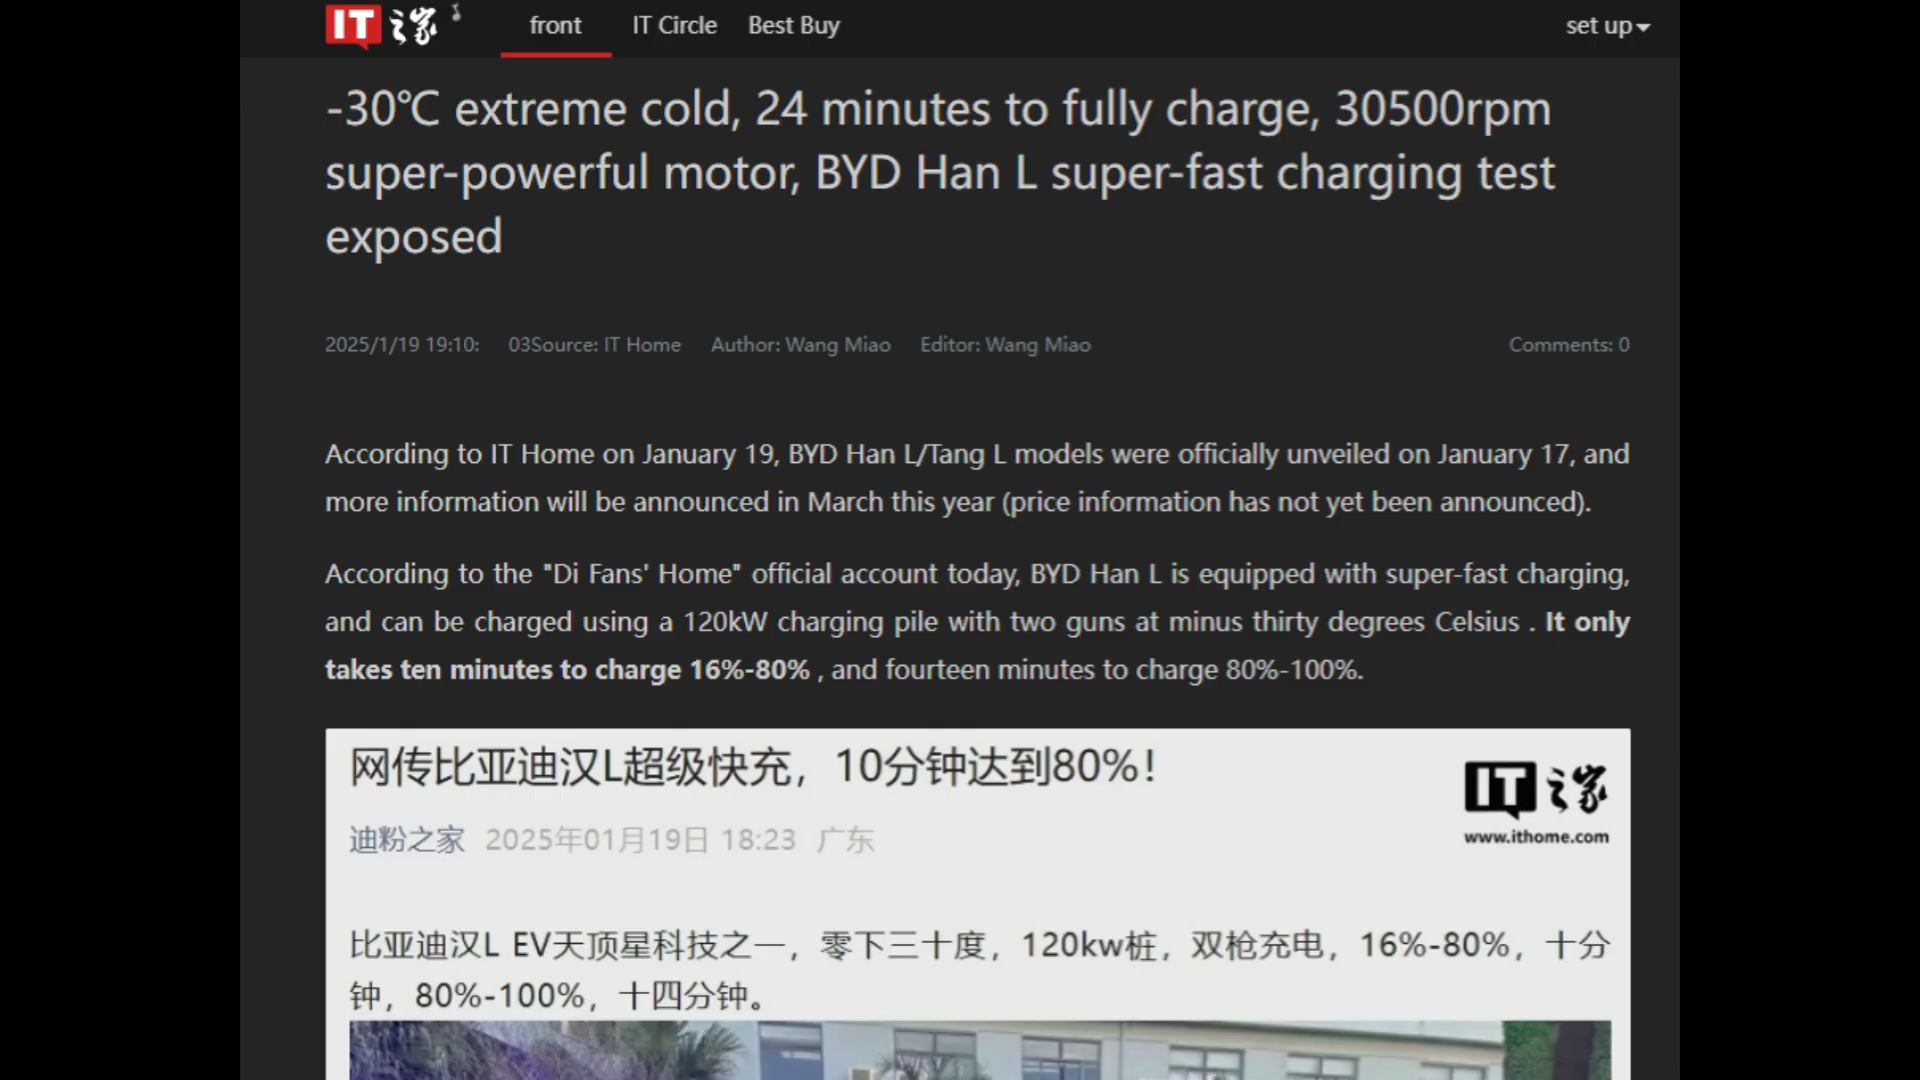 IT之家
front IT Circle Best Buy set up
-30℃ extreme cold, 24 minutes to fully charge, 30500rpm
super-powerful motor, BYD Han L super-fast charging test
exposed
2025/1/19 19:10: 03Source: IT Home Author: Wang Miao Editor: Wang Miao Comments: 0
According to IT Home on January 19, BYD Han L/Tang L models were officially unveiled on January 17, and
more information will be announced in March this year (price information has not yet been announced).
According to the "Di Fans' Home" official account today, BYD Han L is equipped with super-fast charging,
and can be charged using a 120kW charging pile with two guns at minus thirty degrees Celsius . It only
takes ten minutes to charge 16%-80% , and fourteen minutes to charge 80%-100%.
网传比亚迪汉L超级快充，10分钟达到80%！
IT之家
www.ithome.com
迪粉之家 2025年01月19日 18:23 广东
比亚迪汉L EV天顶星科技之一，零下三十度，120kw桩，双枪充电，16%-80%，十分
钟，80%-100%，十四分钟。